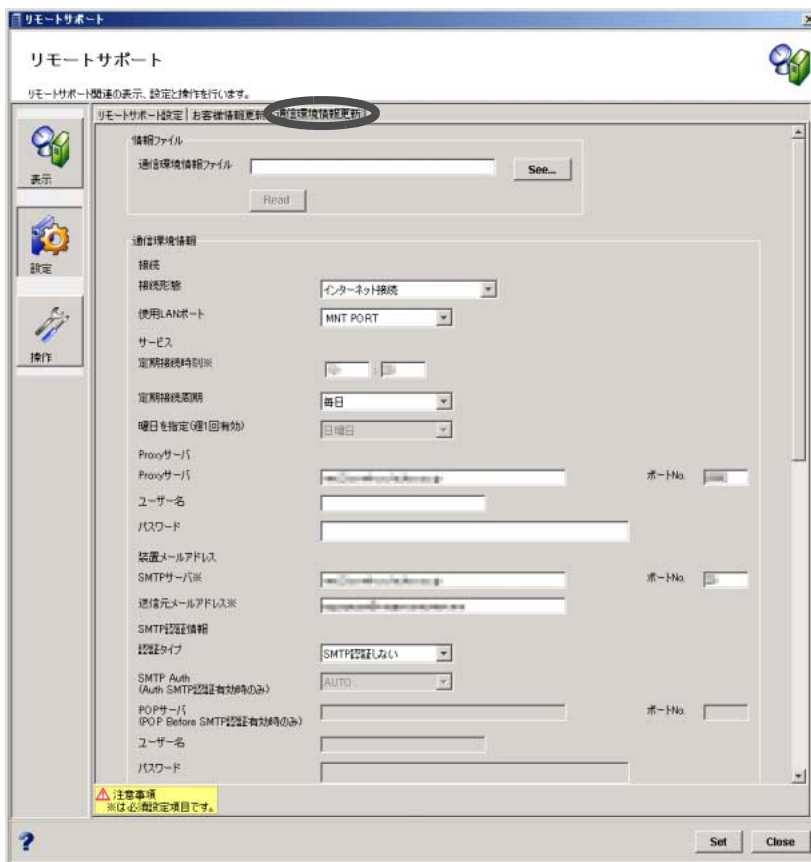 リモートサポート
リモートサポート
リモートサポート関連の表示、設定と操作を行います。
リモートサポート設定 お客様情報更新 通信環境情報更新
表示
設定
操作
情報ファイル
通信環境情報ファイル See...
Read
通信環境情報
接続
接続形態 インターネット接続
使用LANポート MNT PORT
サービス
定期接続時刻※ :
定期接続周期 毎日
曜日を指定(週1回有効) 日曜日
Proxyサーバ
Proxyサーバ ポートNo.
ユーザー名
パスワード
装置メールアドレス
SMTPサーバ※ ポートNo.
送信元メールアドレス※
SMTP認証情報
認証タイプ SMTP認証しない
SMTP Auth
(Auth SMTP認証有効時のみ) AUTO
POPサーバ
(POP Before SMTP認証有効時のみ) ポートNo.
ユーザー名
パスワード
注意事項
※は必須設定項目です。
? Set Close